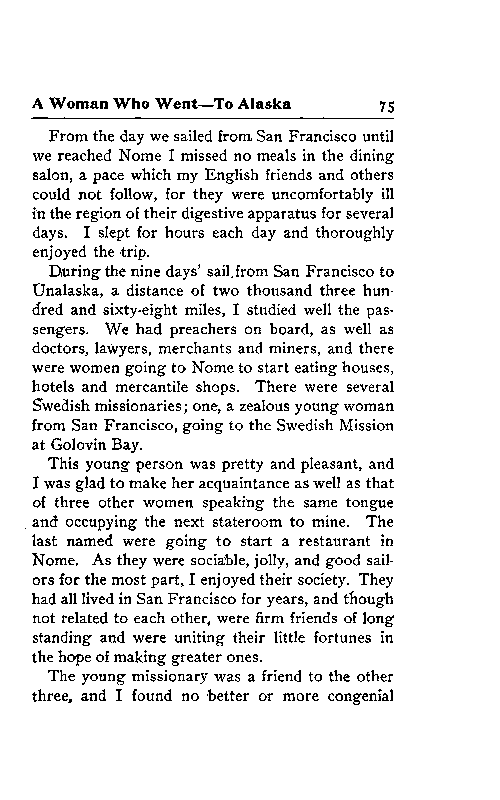 A Woman Who Went—To Alaska 75
From the day we sailed from San Francisco until
we reached Nome I missed no meals in the dining
salon, a pace which my English friends and others
could not follow, for they were uncomfortably ill
in the region of their digestive apparatus for several
days. I slept for hours each day and thoroughly
enjoyed the trip.
During the nine days' sail from San Francisco to
Unalaska, a distance of two thousand three hun-
dred and sixty-eight miles, I studied well the pas-
sengers. We had preachers on board, as well as
doctors, lawyers, merchants and miners, and there
were women going to Nome to start eating houses,
hotels and mercantile shops. There were several
Swedish missionaries; one, a zealous young woman
from San Francisco, going to the Swedish Mission
at Golovin Bay.
This young person was pretty and pleasant, and
I was glad to make her acquaintance as well as that
of three other women speaking the same tongue
and occupying the next stateroom to mine. The
last named were going to start a restaurant in
Nome. As they were sociable, jolly, and good sail-
ors for the most part, I enjoyed their society. They
had all lived in San Francisco for years, and though
not related to each other, were firm friends of long
standing and were uniting their little fortunes in
the hope of making greater ones.
The young missionary was a friend to the other
three, and I found no better or more congenial